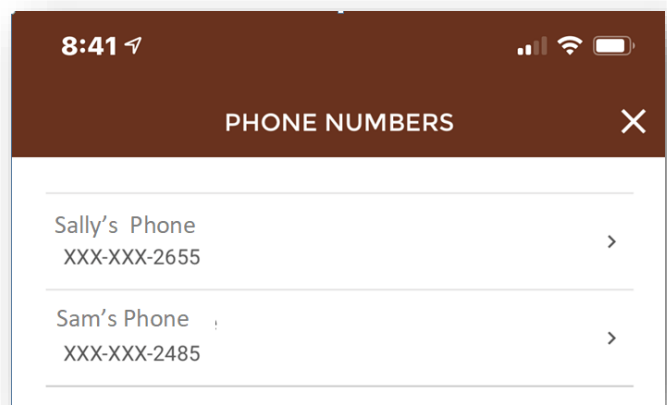 8:41
PHONE NUMBERS
Sally's Phone
XXX-XXX-2655
Sam's Phone
XXX-XXX-2485